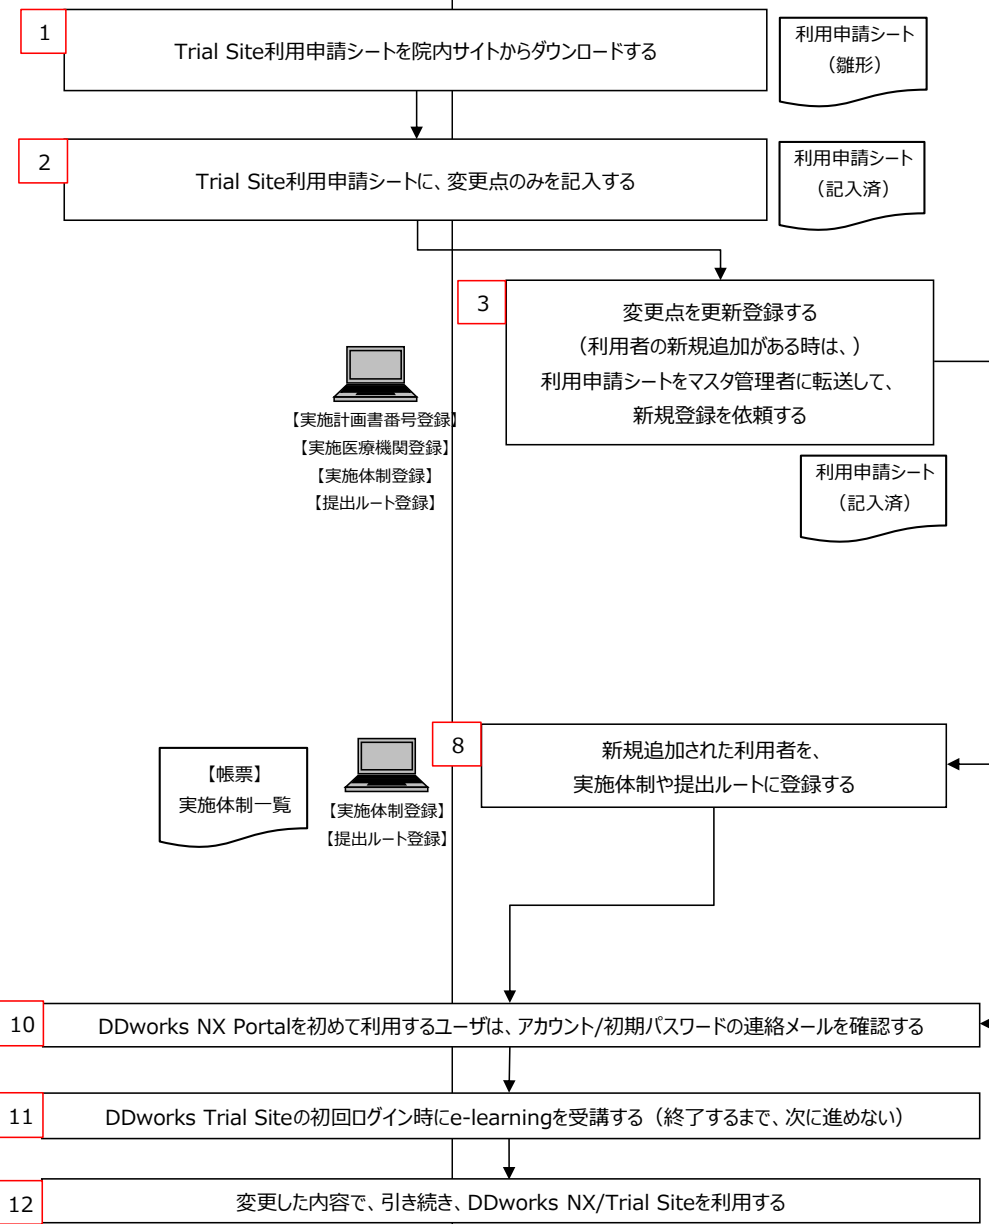 1
Trial Site利用申請シートを院内サイトからダウンロードする
利用申請シート
（雛形）
2
Trial Site利用申請シートに、変更点のみを記入する
利用申請シート
（記入済）
3
変更点を更新登録する
（利用者の新規追加がある時は、）
利用申請シートをマスタ管理者に転送して、
新規登録を依頼する
【実施計画書番号登録】
【実施医療機関登録】
【実施体制登録】
【提出ルート登録】
利用申請シート
（記入済）
8
新規追加された利用者を、
実施体制や提出ルートに登録する
【帳票】
実施体制一覧
【実施体制登録】
【提出ルート登録】
10
DDworks NX Portalを初めて利用するユーザは、アカウント/初期パスワードの連絡メールを確認する
11
DDworks Trial Siteの初回ログイン時にe-learningを受講する（終了するまで、次に進めない）
12
変更した内容で、引き続き、DDworks NX/Trial Siteを利用する